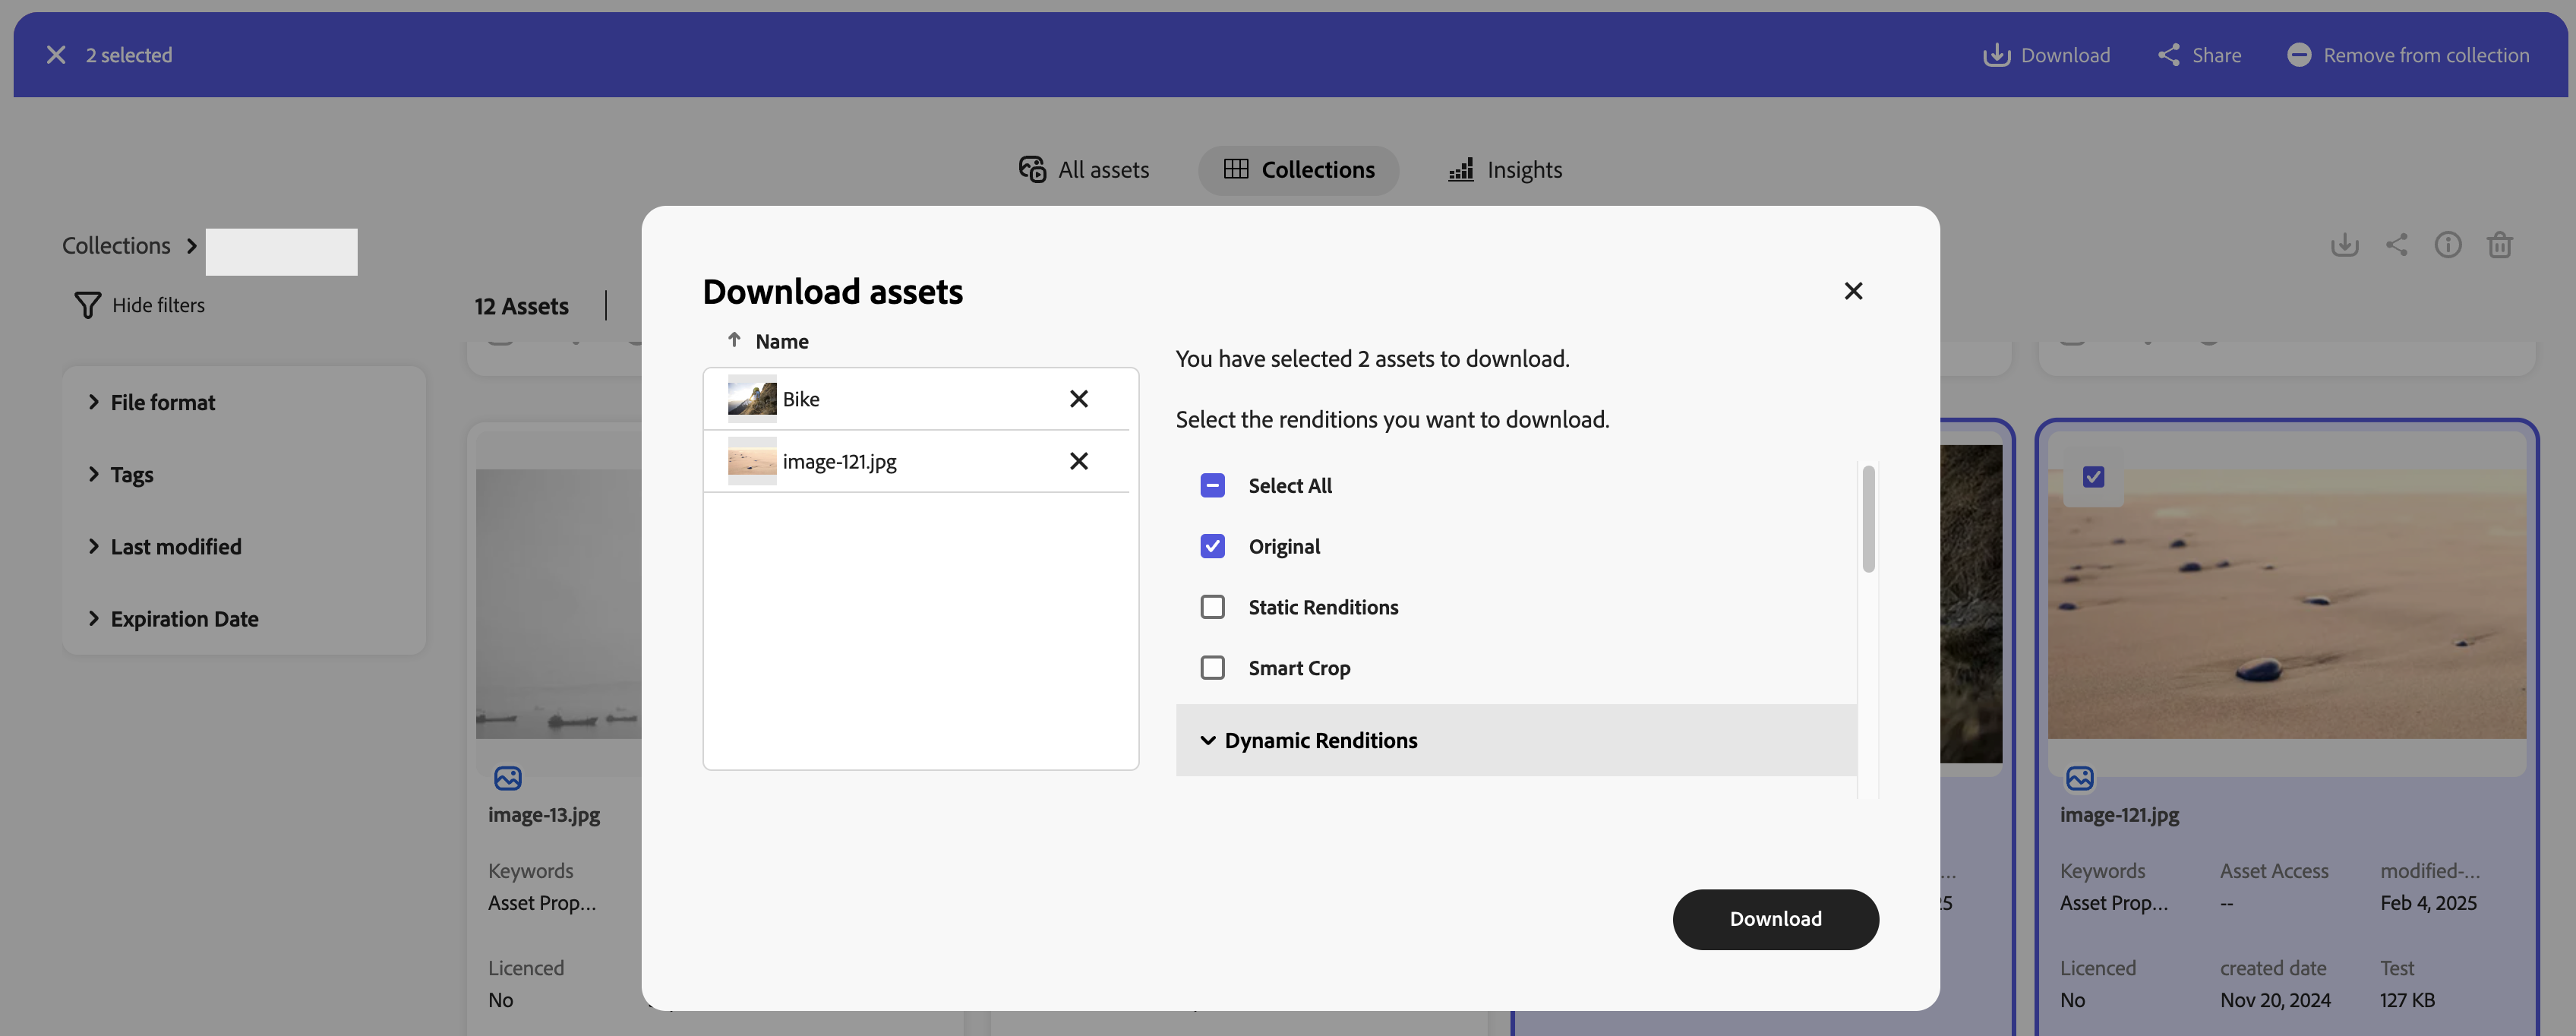 2 selected
Download
Share
Remove from collection
All assets
Collections
Insights
Collections
Hide filters
12 Assets
File format
Tags
Last modified
Expiration Date
Download assets
Name
Bike
image-121.jpg
You have selected 2 assets to download.
Select the renditions you want to download.
Select All
Original
Static Renditions
Smart Crop
Dynamic Renditions
Download
image-13.jpg
Keywords
Asset Prop...
Licenced
No
image-121.jpg
Keywords Asset Access modified-...
Asset Prop... -- Feb 4, 2025
Licenced created date Test
No Nov 20, 2024 127 KB